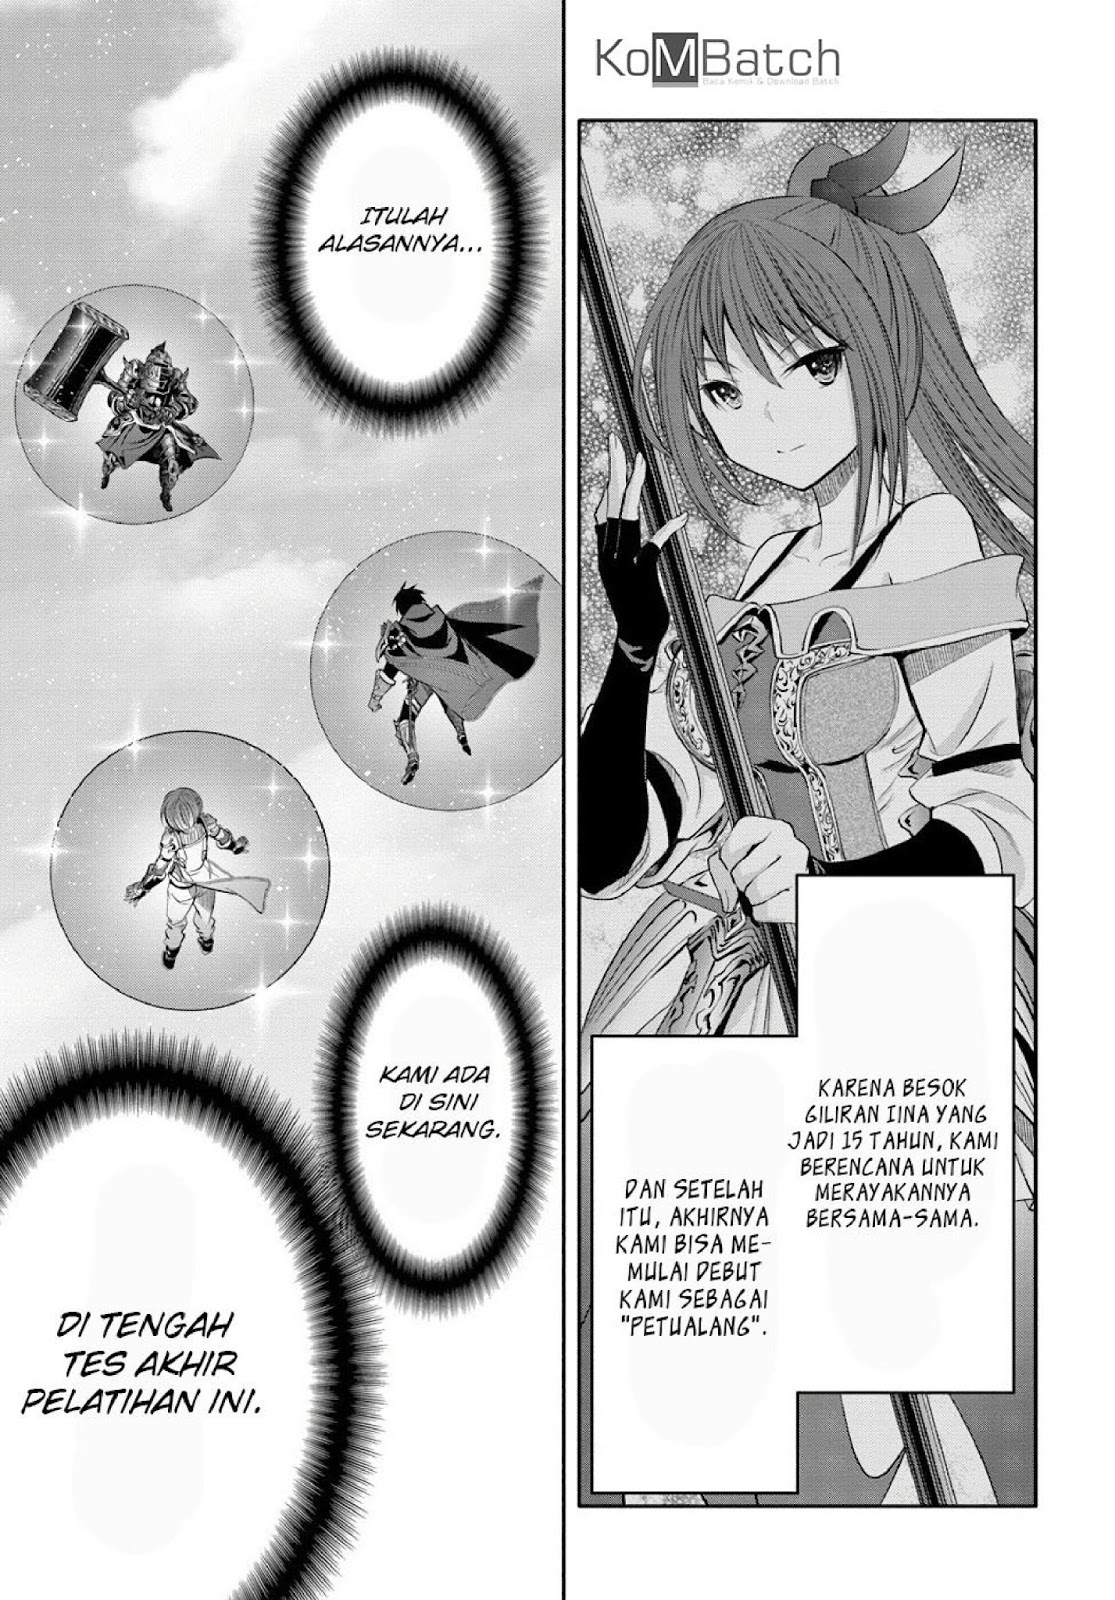 KoMBatch
Baca Komik & Download Batch
KARENA BESOK
GILIRAN IINA YANG
JADI 15 TAHUN, KAMI
BERENCANA UNTUK
MERAYAKANNYA
BERSAMA-SAMA.
DAN SETELAH
ITU, AKHIRNYA
KAMI BISA ME-
MULAI DEBUT
KAMI SEBAGAI
"PETUALANG".
ITULAH
ALASANNYA...
KAMI ADA
DI SINI
SEKARANG.
DI TENGAH
TES AKHIR
PELATIHAN INI.